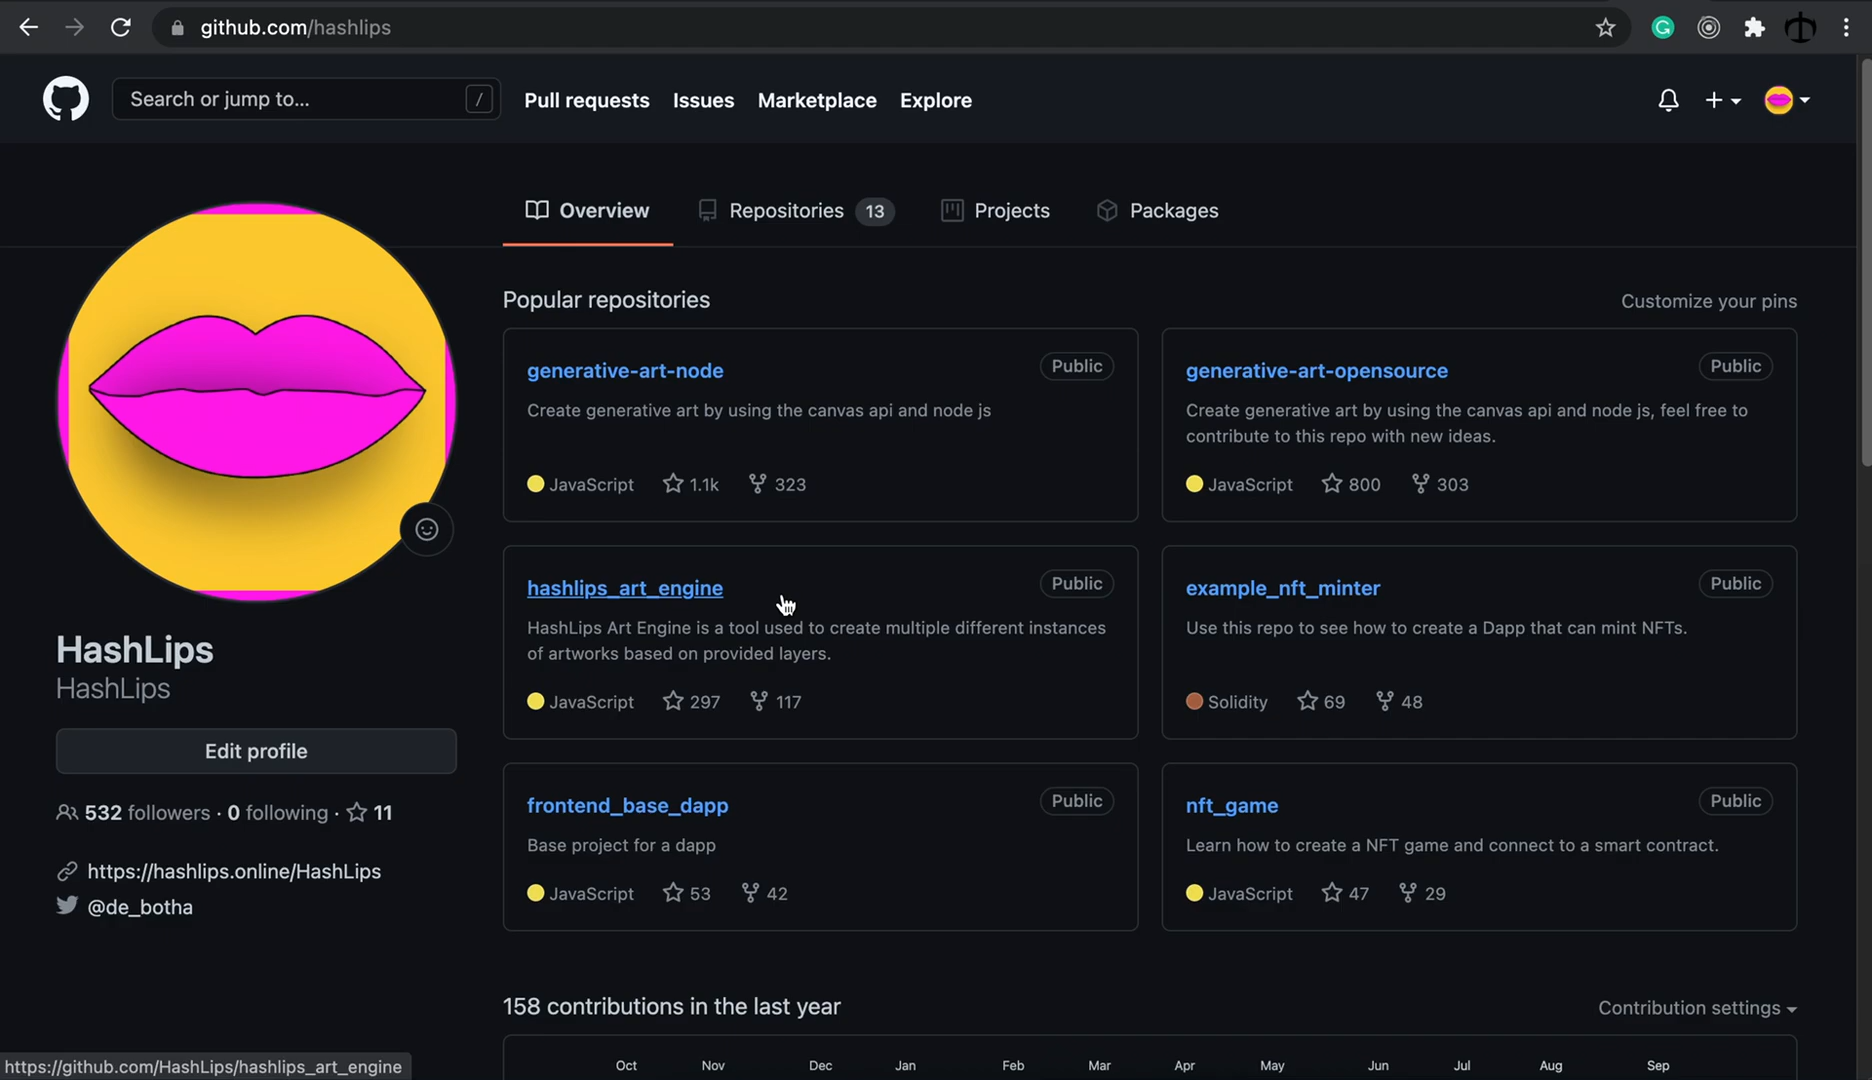 github.com/hashlips
Search or jump to... /
Pull requests Issues Marketplace Explore
Overview Repositories 13 Projects Packages
Popular repositories Customize your pins
generative-art-node Public
Create generative art by using the canvas api and node js
JavaScript 1.1k 323
generative-art-opensource Public
Create generative art by using the canvas api and node js, feel free to
contribute to this repo with new ideas.
JavaScript 800 303
hashlips_art_engine Public
HashLips Art Engine is a tool used to create multiple different instances
of artworks based on provided layers.
JavaScript 297 117
example_nft_minter Public
Use this repo to see how to create a Dapp that can mint NFTs.
Solidity 69 48
frontend_base_dapp Public
Base project for a dapp
JavaScript 53 42
nft_game Public
Learn how to create a NFT game and connect to a smart contract.
JavaScript 47 29
HashLips
HashLips
Edit profile
532 followers · 0 following · 11
https://hashlips.online/HashLips
@de_botha
158 contributions in the last year Contribution settings
Oct Nov Dec Jan Feb Mar Apr May Jun Jul Aug Sep
https://github.com/HashLips/hashlips_art_engine